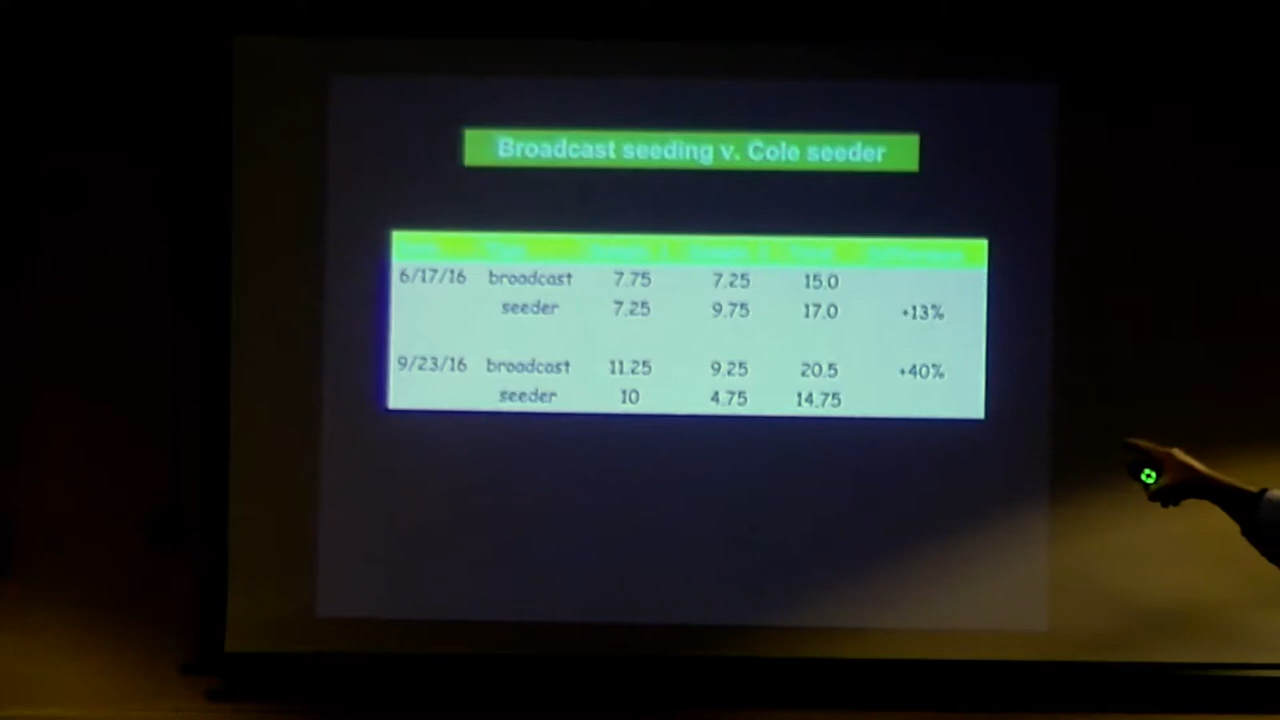 Broadcast seeding v. Cole seeder
6/17/16 broadcast 7.75 7.25 15.0
seeder 7.25 9.75 17.0 +13%
9/23/16 broadcast 11.25 9.25 20.5 +40%
seeder 10 4.75 14.75